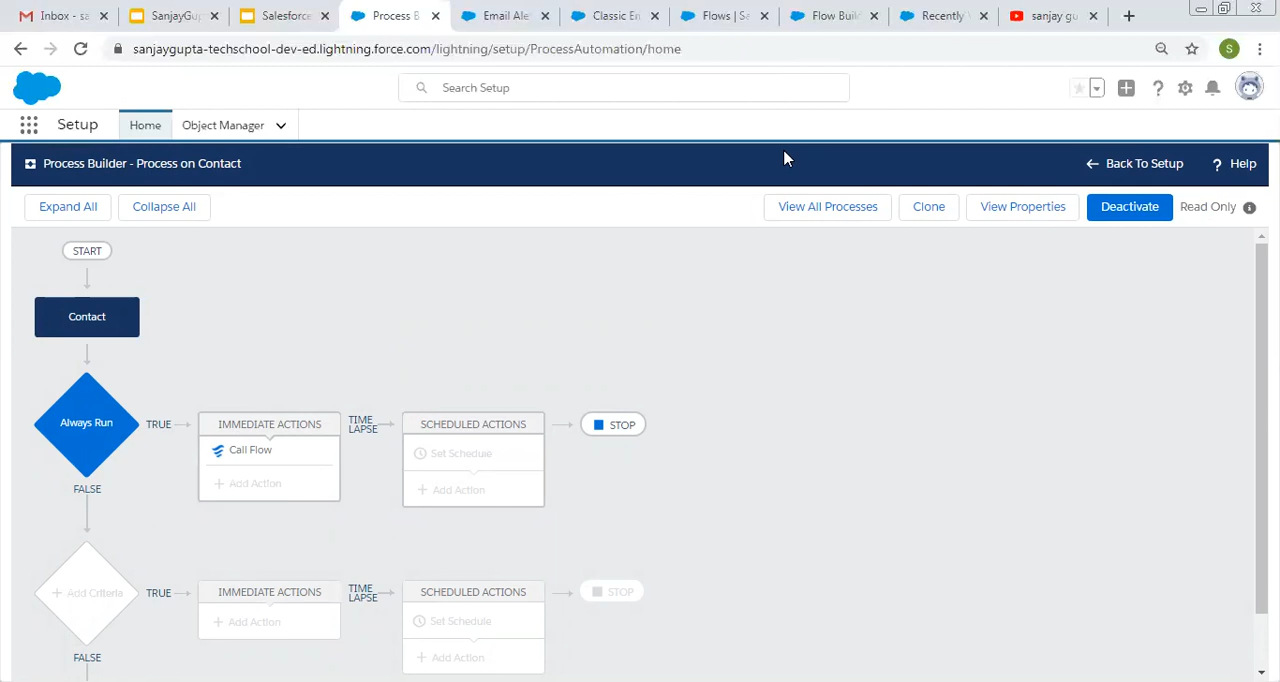 Inbox - sa
SanjayGup
Salesforce
Process B
Email Ale
Classic En
Flows | Sa
Flow Buil
Recently V
sanjay gu
sanjaygupta-techschool-dev-ed.lightning.force.com/lightning/setup/ProcessAutomation/home
S
Search Setup
Setup
Home
Object Manager
Process Builder - Process on Contact
Back To Setup
? Help
Expand All
Collapse All
View All Processes
Clone
View Properties
Deactivate
Read Only
START
Contact
Always Run
TRUE
IMMEDIATE ACTIONS
TIME
LAPSE
SCHEDULED ACTIONS
STOP
Call Flow
Set Schedule
+ Add Action
+ Add Action
FALSE
+ Add Criteria
TRUE
IMMEDIATE ACTIONS
TIME
LAPSE
SCHEDULED ACTIONS
STOP
+ Add Action
Set Schedule
+ Add Action
FALSE